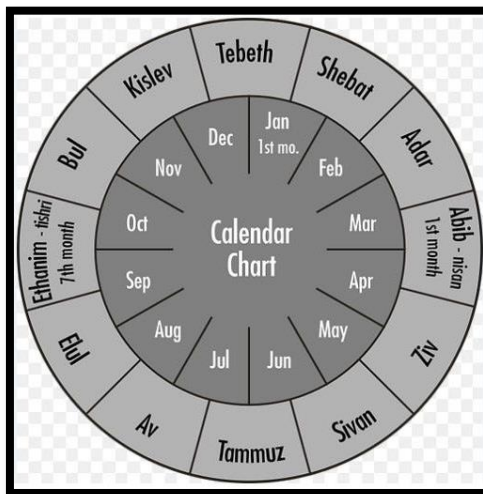 Tebeth
Shebat
Adar
Abib - nisan
1st month
Ziv
Sivan
Tammuz
Av
Elul
Ethanim - tishri
7th month
Bul
Kislev
Jan
1st mo.
Feb
Mar
Apr
May
Jun
Jul
Aug
Sep
Oct
Nov
Dec
Calendar
Chart